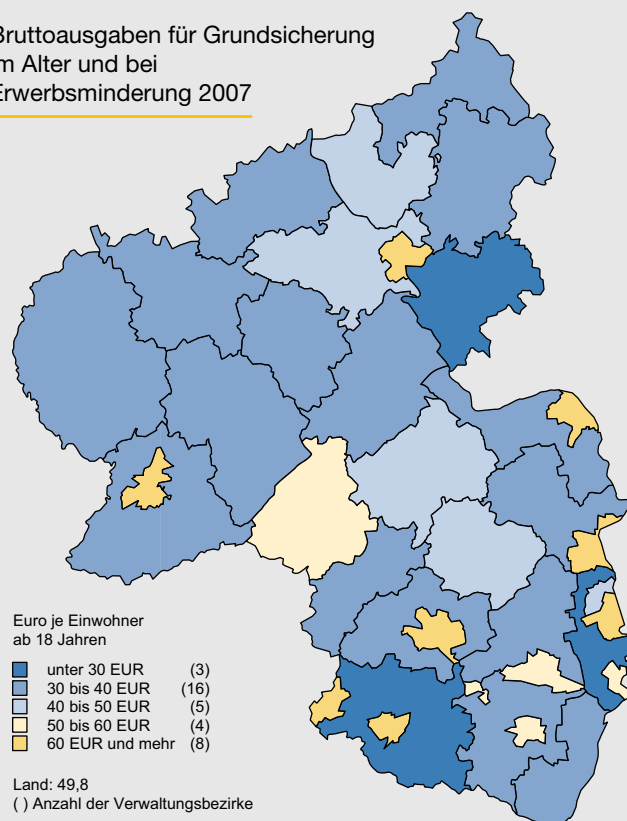 Bruttoausgaben für Grundsicherung
im Alter und bei
Erwerbsminderung 2007
Euro je Einwohner
ab 18 Jahren
unter 30 EUR (3)
30 bis 40 EUR (16)
40 bis 50 EUR (5)
50 bis 60 EUR (4)
60 EUR und mehr (8)
Land: 49,8
( ) Anzahl der Verwaltungsbezirke